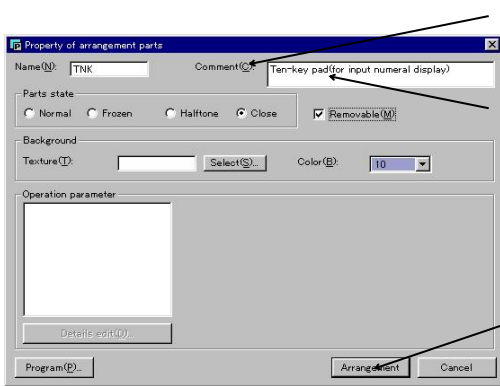 Property of arrangement parts
Name(N): TNK Comment(C): Ten-key pad(for input numeral display)
Parts state
Normal Frozen Halftone Close Removable(M)
Background
Texture(T): Select(S)... Color(B): 10
Operation parameter
Details edit(D)...
Program(P)... Arrangement Cancel